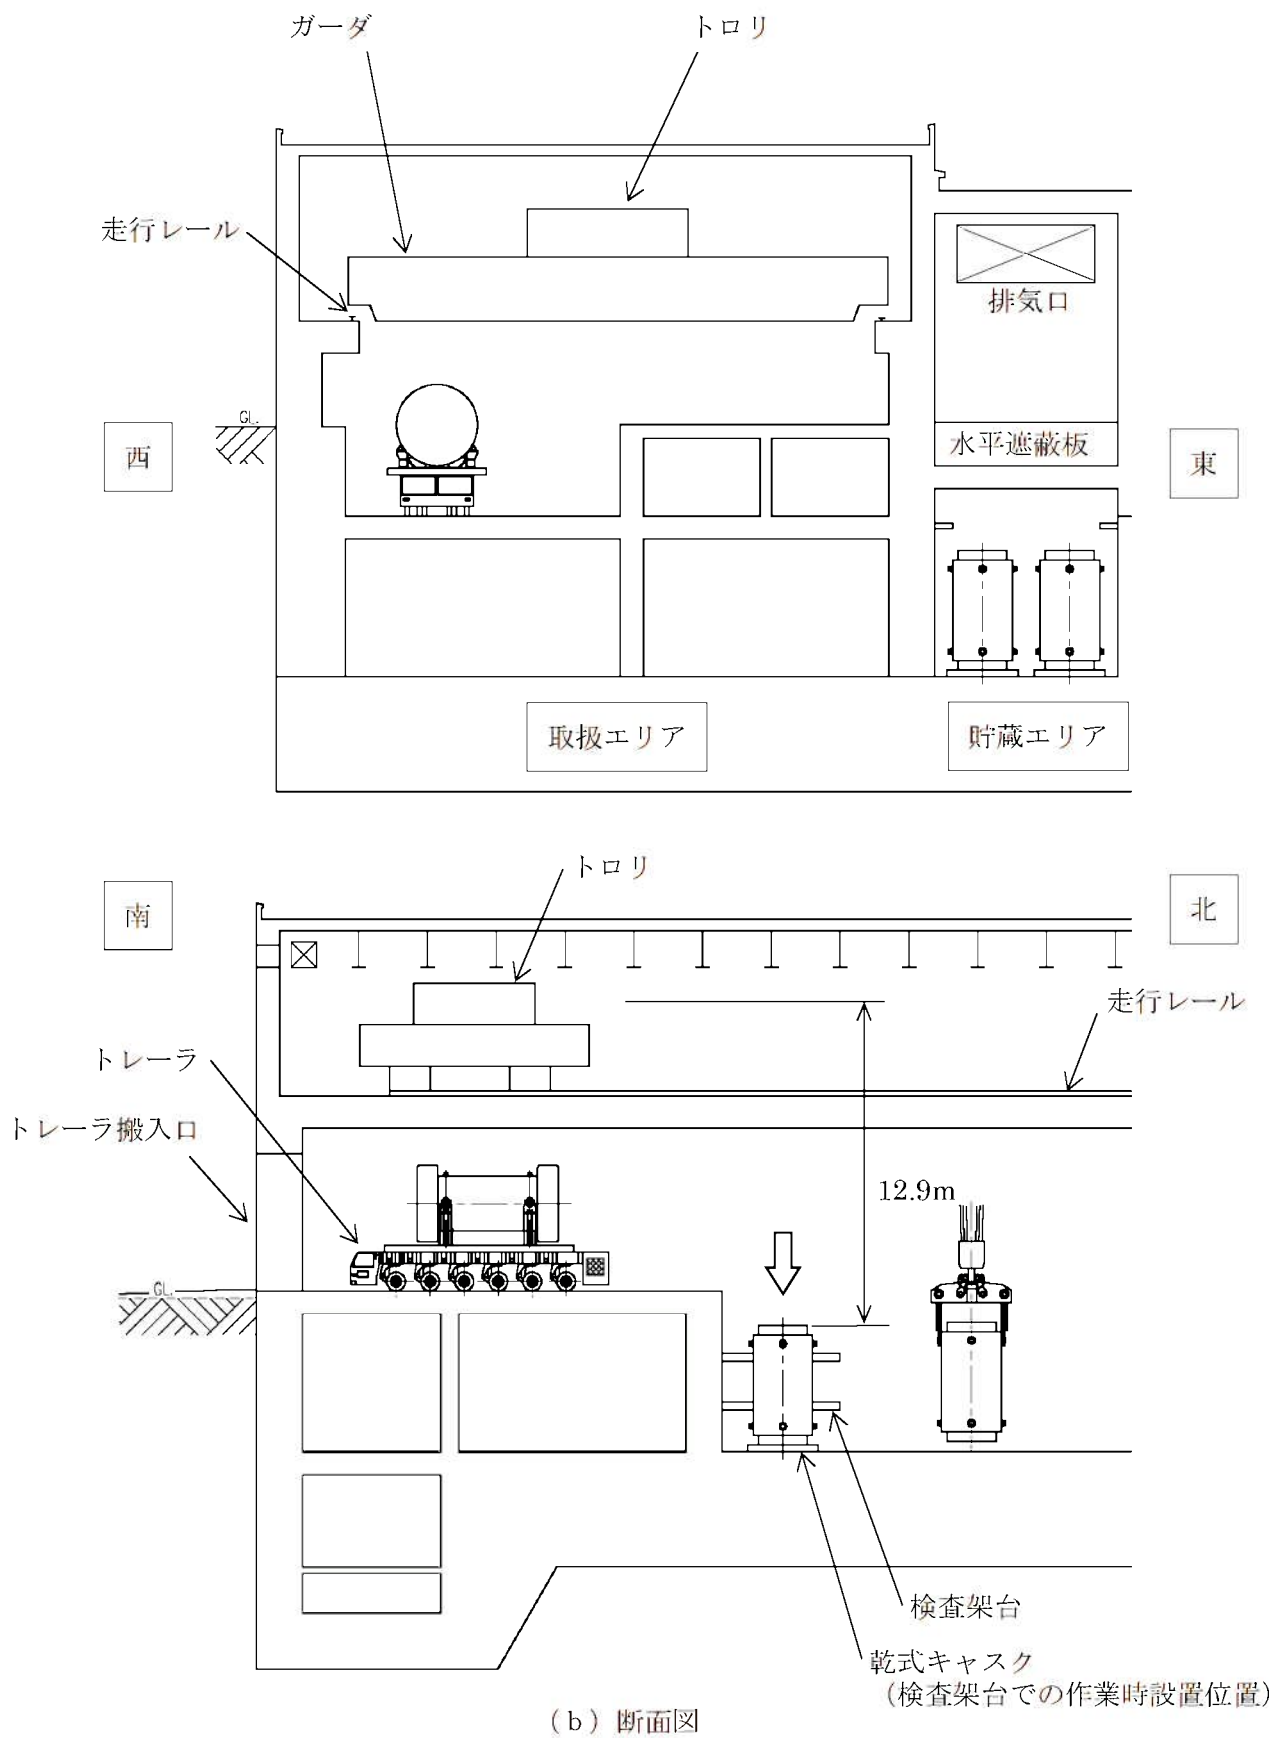 ガーダ
トロリ
走行レール
排気口
GL.
西
水平遮蔽板
東
取扱エリア
貯蔵エリア
トロリ
南
北
走行レール
トレーラ
トレーラ搬入口
12.9m
GL.
検査架台
乾式キャスク
（検査架台での作業時設置位置）
（b）断面図